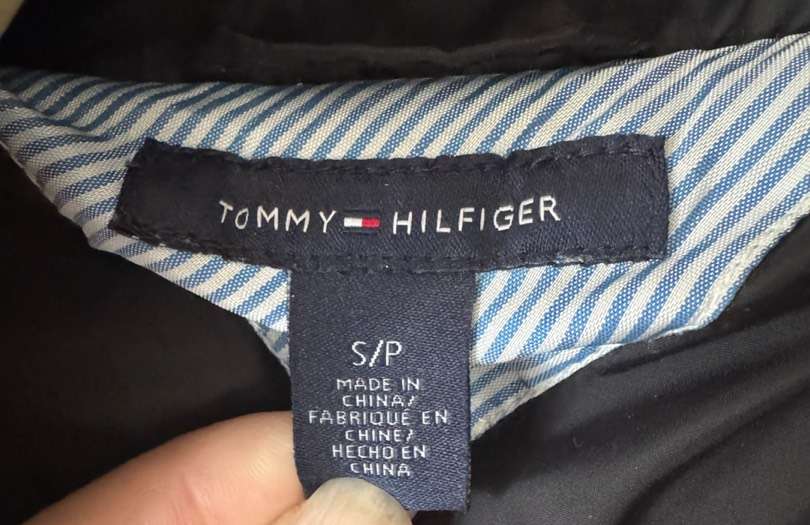 TOMMY HILFIGER
S/P
MADE IN
CHINA/
FABRIQUÉ EN
CHINE/
HECHO EN
CHINA